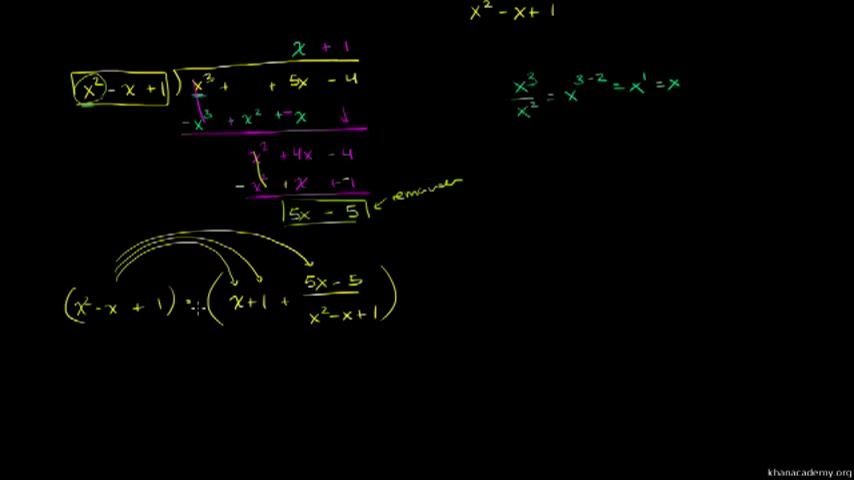 x² - x + 1
x + 1
x² - x + 1 ) x³ + + 5x - 4
x³/x² = x³⁻² = x¹ = x
-x³ + x² + - x
x² + 4x - 4
- x² + x + -1
5x - 5 remainder
(x² - x + 1) · (x + 1 + (5x - 5)/(x² - x + 1))
khanacademy.org